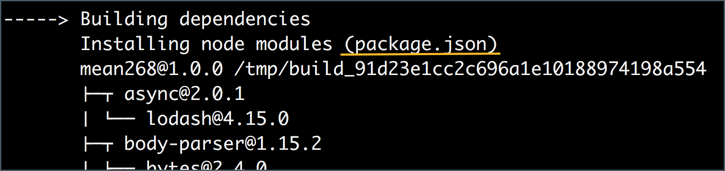 -----> Building dependencies
Installing node modules (package.json)
mean268@1.0.0 /tmp/build_91d23e1cc2c696a1e10188974198a554
├─┬ async@2.0.1
| └── lodash@4.15.0
├─┬ body-parser@1.15.2
| ├── bytes@2.4.0